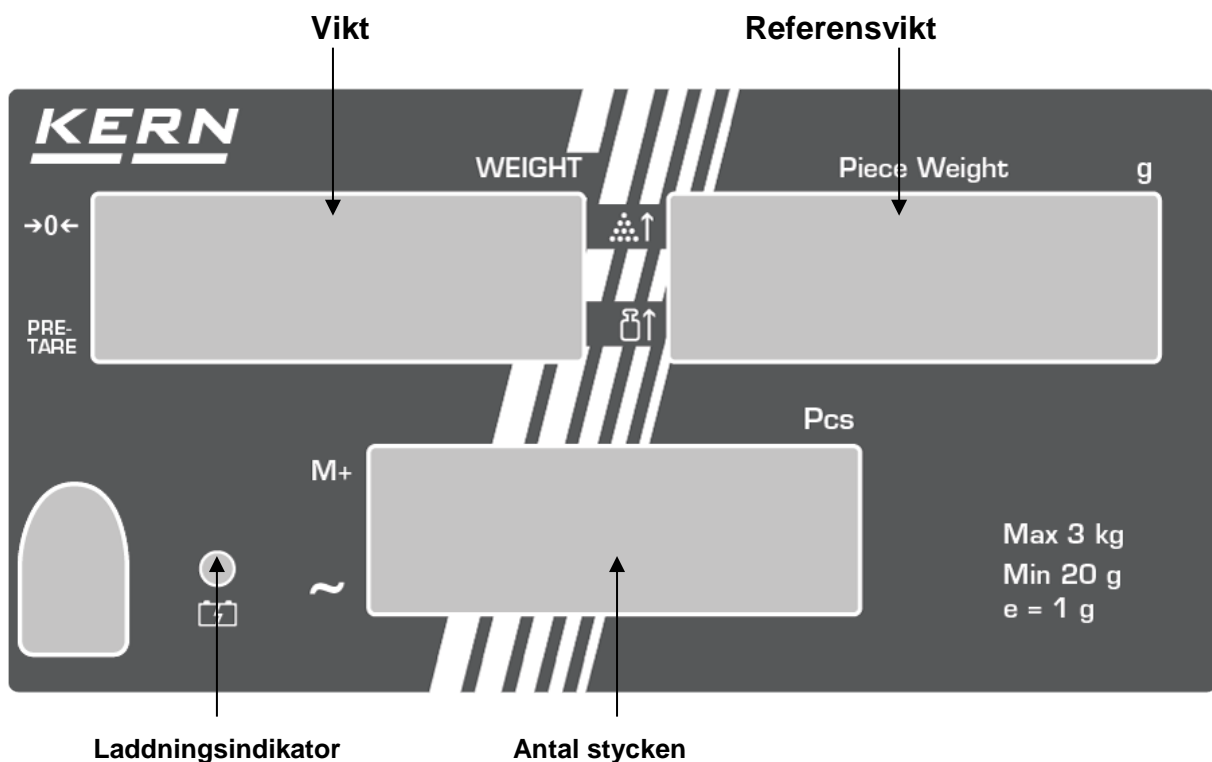 Vikt
Referensvikt
KERN
WEIGHT
Piece Weight
g
→0←
PRE-
TARE
Pcs
M+
~
Max 3 kg
Min 20 g
e = 1 g
Laddningsindikator
Antal stycken